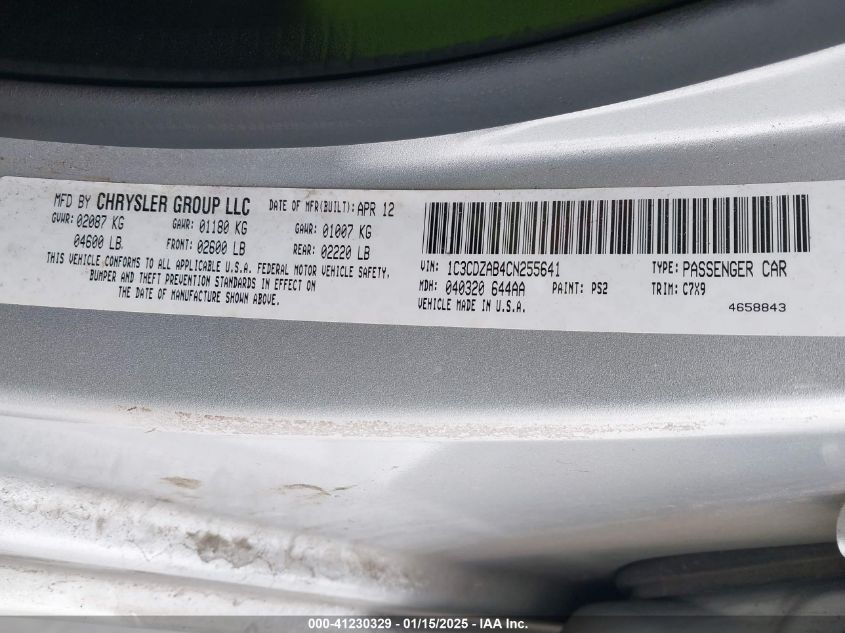 MFD BY CHRYSLER GROUP LLC DATE OF MFR(BUILT): APR 12
GVWR: 02087 KG GAWR: 01180 KG GAWR: 01007 KG
04600 LB FRONT: 02600 LB REAR: 02220 LB
THIS VEHICLE CONFORMS TO ALL APPLICABLE U.S.A. FEDERAL MOTOR VEHICLE SAFETY,
BUMPER AND THEFT PREVENTION STANDARDS IN EFFECT ON
THE DATE OF MANUFACTURE SHOWN ABOVE.
VIN: 1C3CDZAB4CN255641 TYPE: PASSENGER CAR
MDH: 040320 644AA PAINT: PS2 TRIM: C7X9
VEHICLE MADE IN U.S.A. 4658843
000-41230329 - 01/15/2025 - IAA Inc.